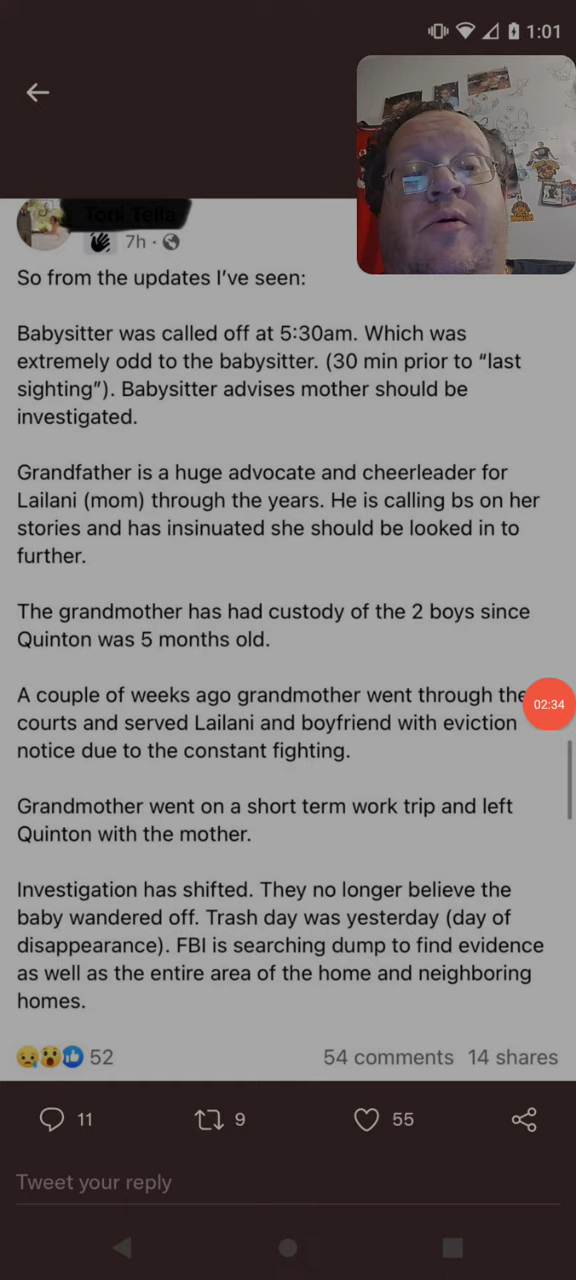 1:01
Toni Tella
7h
So from the updates I've seen:
Babysitter was called off at 5:30am. Which was
extremely odd to the babysitter. (30 min prior to “last
sighting”). Babysitter advises mother should be
investigated.
Grandfather is a huge advocate and cheerleader for
Lailani (mom) through the years. He is calling bs on her
stories and has insinuated she should be looked in to
further.
The grandmother has had custody of the 2 boys since
Quinton was 5 months old.
A couple of weeks ago grandmother went through the
courts and served Lailani and boyfriend with eviction
notice due to the constant fighting.
02:34
Grandmother went on a short term work trip and left
Quinton with the mother.
Investigation has shifted. They no longer believe the
baby wandered off. Trash day was yesterday (day of
disappearance). FBI is searching dump to find evidence
as well as the entire area of the home and neighboring
homes.
52
54 comments 14 shares
11
9
55
Tweet your reply